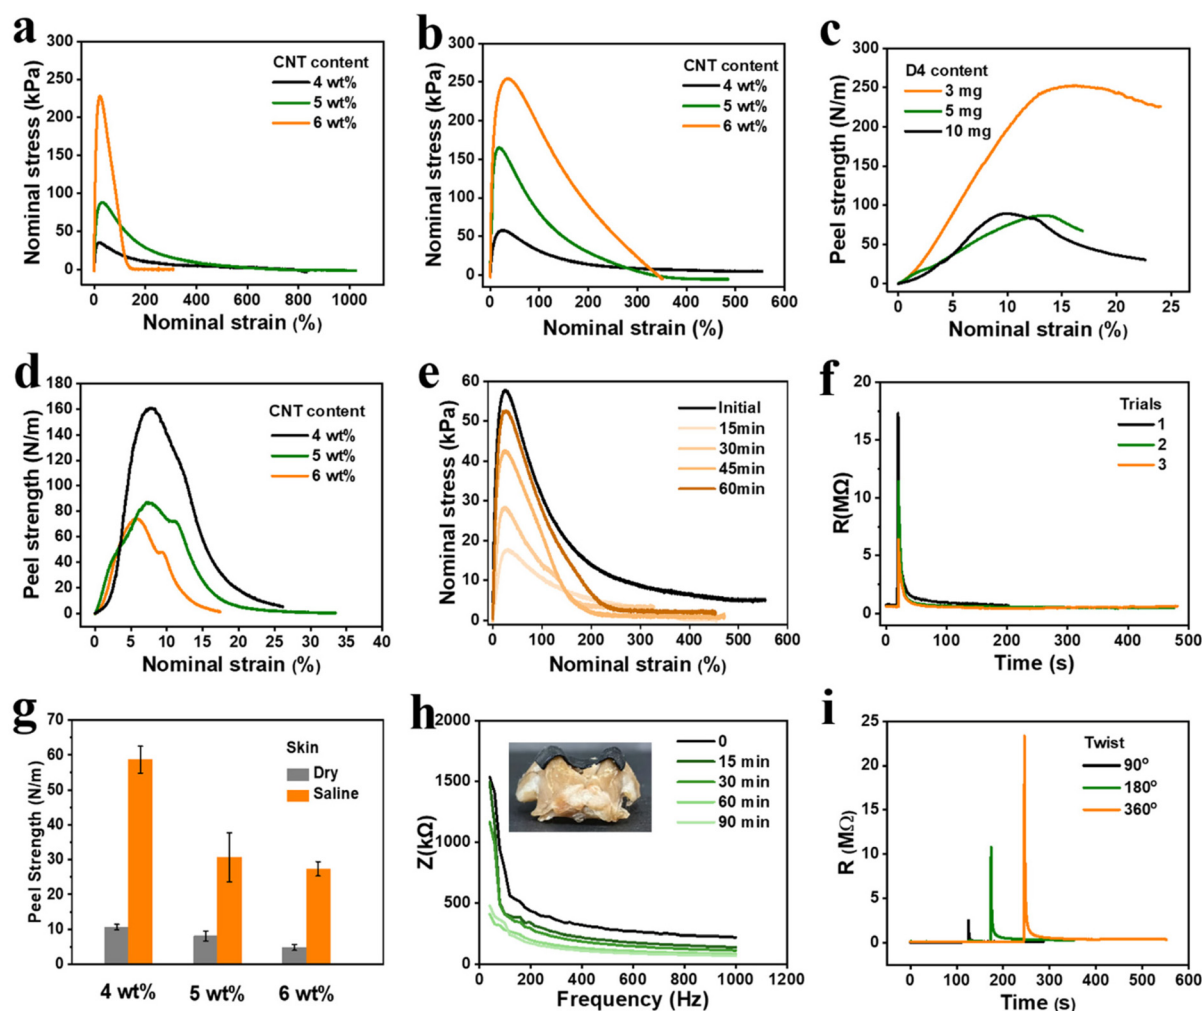 a
300
250
200
150
100
50
0
Nominal stress (kPa)
CNT content
4 wt%
5 wt%
6 wt%
0 200 400 600 800 1000
Nominal strain (%)
b
300
250
200
150
100
50
0
Nominal stress (kPa)
CNT content
4 wt%
5 wt%
6 wt%
0 100 200 300 400 500 600
Nominal strain (%)
c
300
250
200
150
100
50
0
Peel strength (N/m)
D4 content
3 mg
5 mg
10 mg
0 5 10 15 20 25
Nominal strain (%)
d
180
160
140
120
100
80
60
40
20
0
Peel strength (N/m)
CNT content
4 wt%
5 wt%
6 wt%
0 5 10 15 20 25 30 35 40
Nominal strain (%)
e
60
50
40
30
20
10
0
Nominal stress (kPa)
Initial
15min
30min
45min
60min
0 100 200 300 400 500 600
Nominal strain (%)
f
20
15
10
5
0
R(MΩ)
Trials
1
2
3
0 100 200 300 400 500
Time (s)
g
70
60
50
40
30
20
10
0
Peel Strength (N/m)
Skin
Dry
Saline
4 wt% 5 wt% 6 wt%
h
2000
1500
1000
500
0
Z(kΩ)
0
15 min
30 min
60 min
90 min
0 200 400 600 800 1000 1200
Frequency (Hz)
i
25
20
15
10
5
0
R (MΩ)
Twist
90º
180º
360º
0 100 200 300 400 500 600
Time (s)